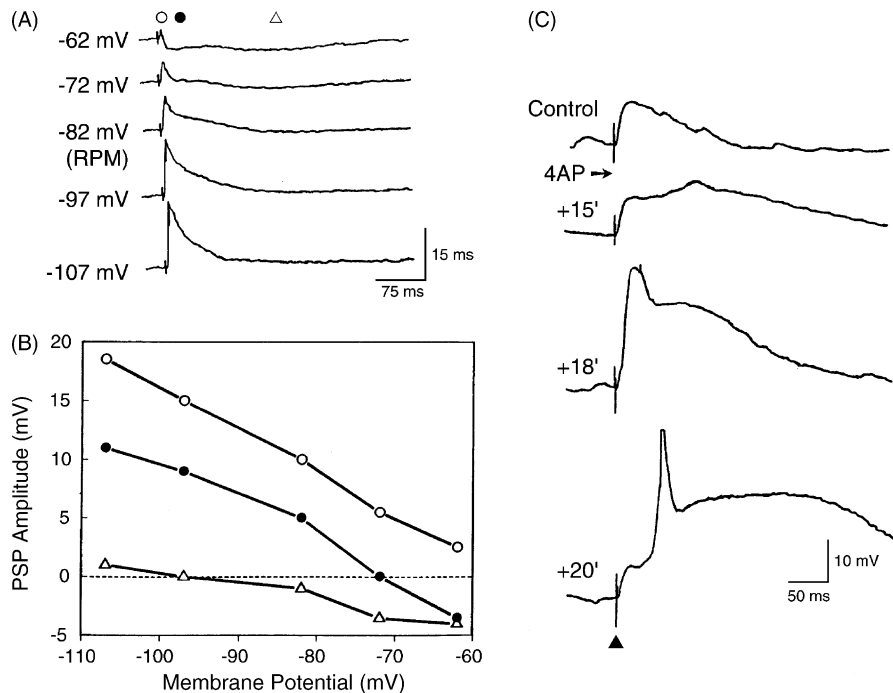 (A)
-62 mV
-72 mV
-82 mV
(RPM)
-97 mV
-107 mV
15 ms
75 ms
(B)
PSP Amplitude (mV)
20
15
10
5
0
-5
-110
-100
-90
-80
-70
-60
Membrane Potential (mV)
(C)
Control
4AP
+15'
+18'
+20'
10 mV
50 ms